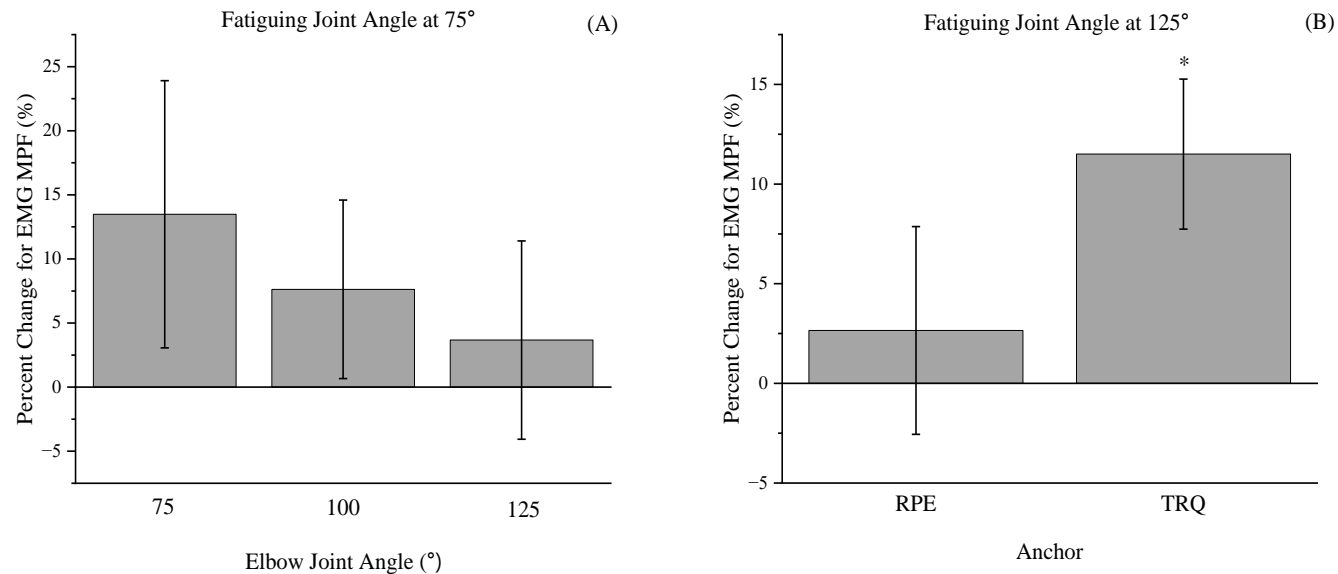 Fatiguing Joint Angle at 75°
(A)
Percent Change for EMG MPF (%)
25
20
15
10
5
0
−5
75
100
125
Elbow Joint Angle (°)
Fatiguing Joint Angle at 125°
(B)
Percent Change for EMG MPF (%)
15
10
5
0
−5
*
RPE
TRQ
Anchor